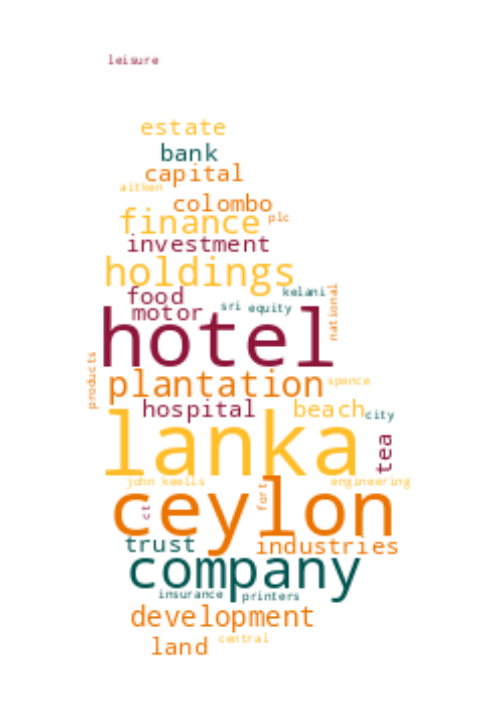 leisure
estate
bank
capital
aitken
colombo
finance plc
investment
holdings
food kelani
motor sri equity national
hotel
products
plantation spence
hospital beach city
lanka tea
john keells engineering
ceylon fort ct
trust industries
company
insurance printers
development
land central